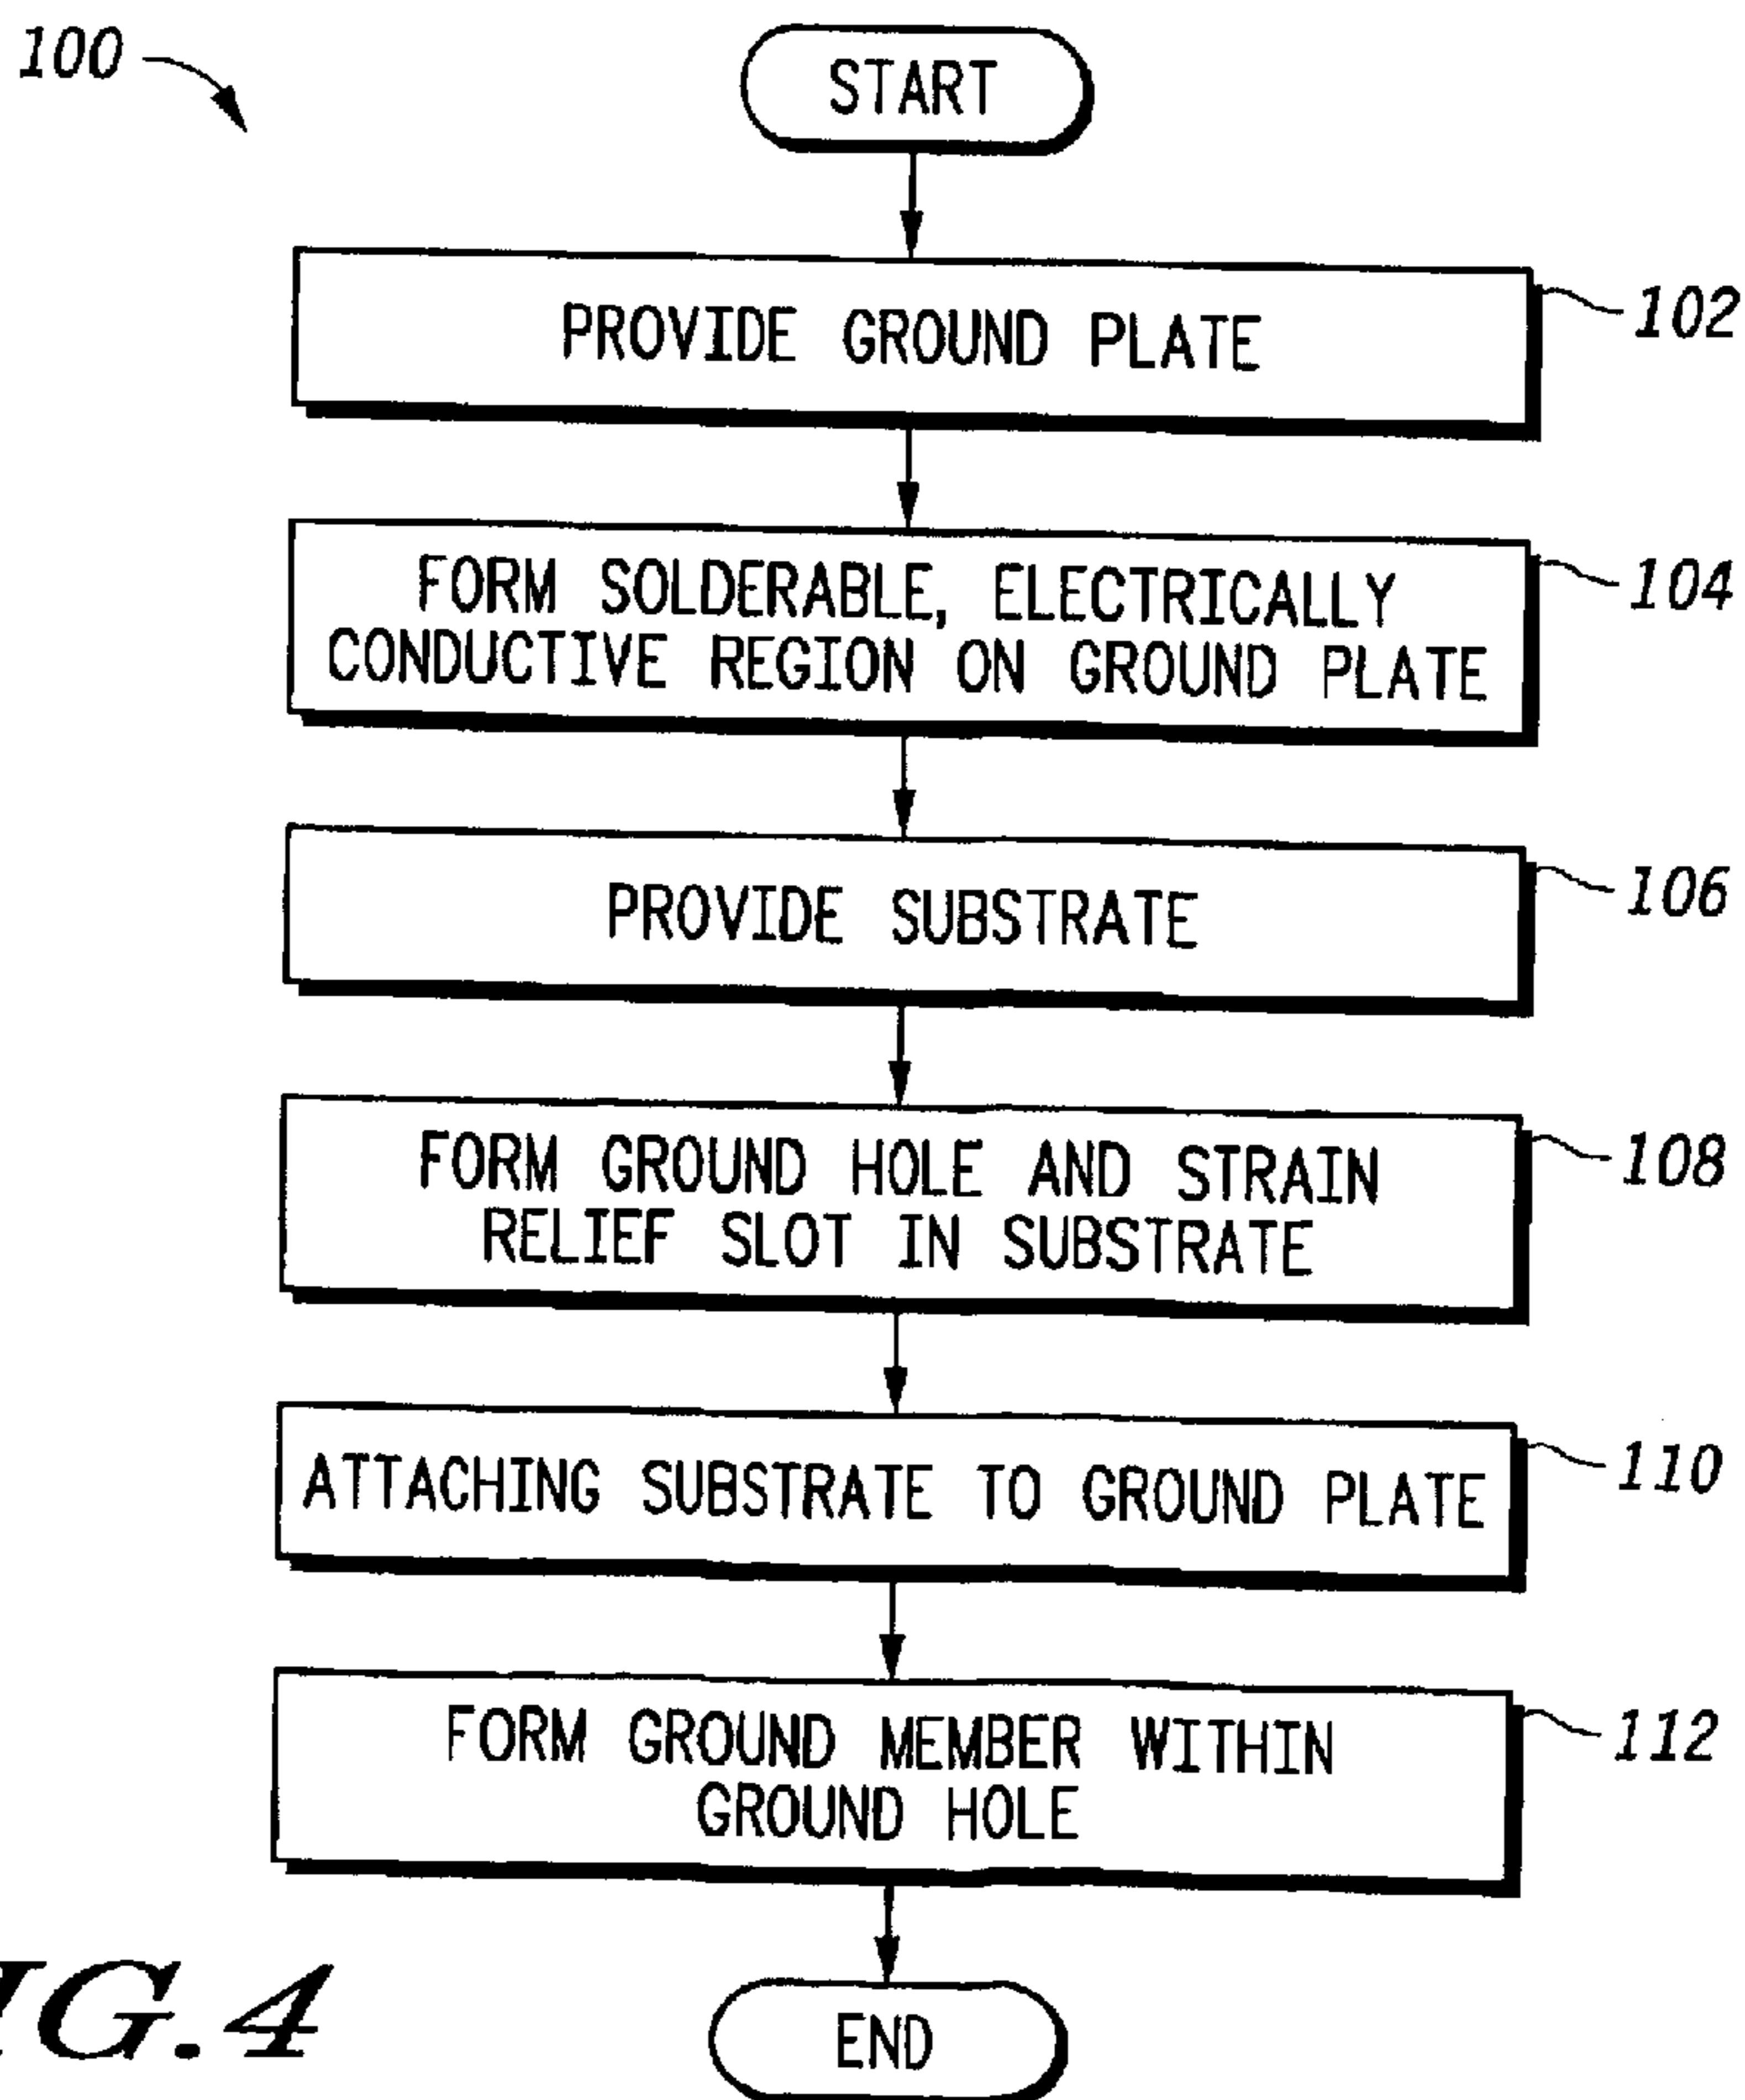 100
START
PROVIDE GROUND PLATE
102
FORM SOLDERABLE, ELECTRICALLY
CONDUCTIVE REGION ON GROUND PLATE
104
PROVIDE SUBSTRATE
106
FORM GROUND HOLE AND STRAIN
RELIEF SLOT IN SUBSTRATE
108
ATTACHING SUBSTRATE TO GROUND PLATE
110
FORM GROUND MEMBER WITHIN
GROUND HOLE
112
END
IG.4